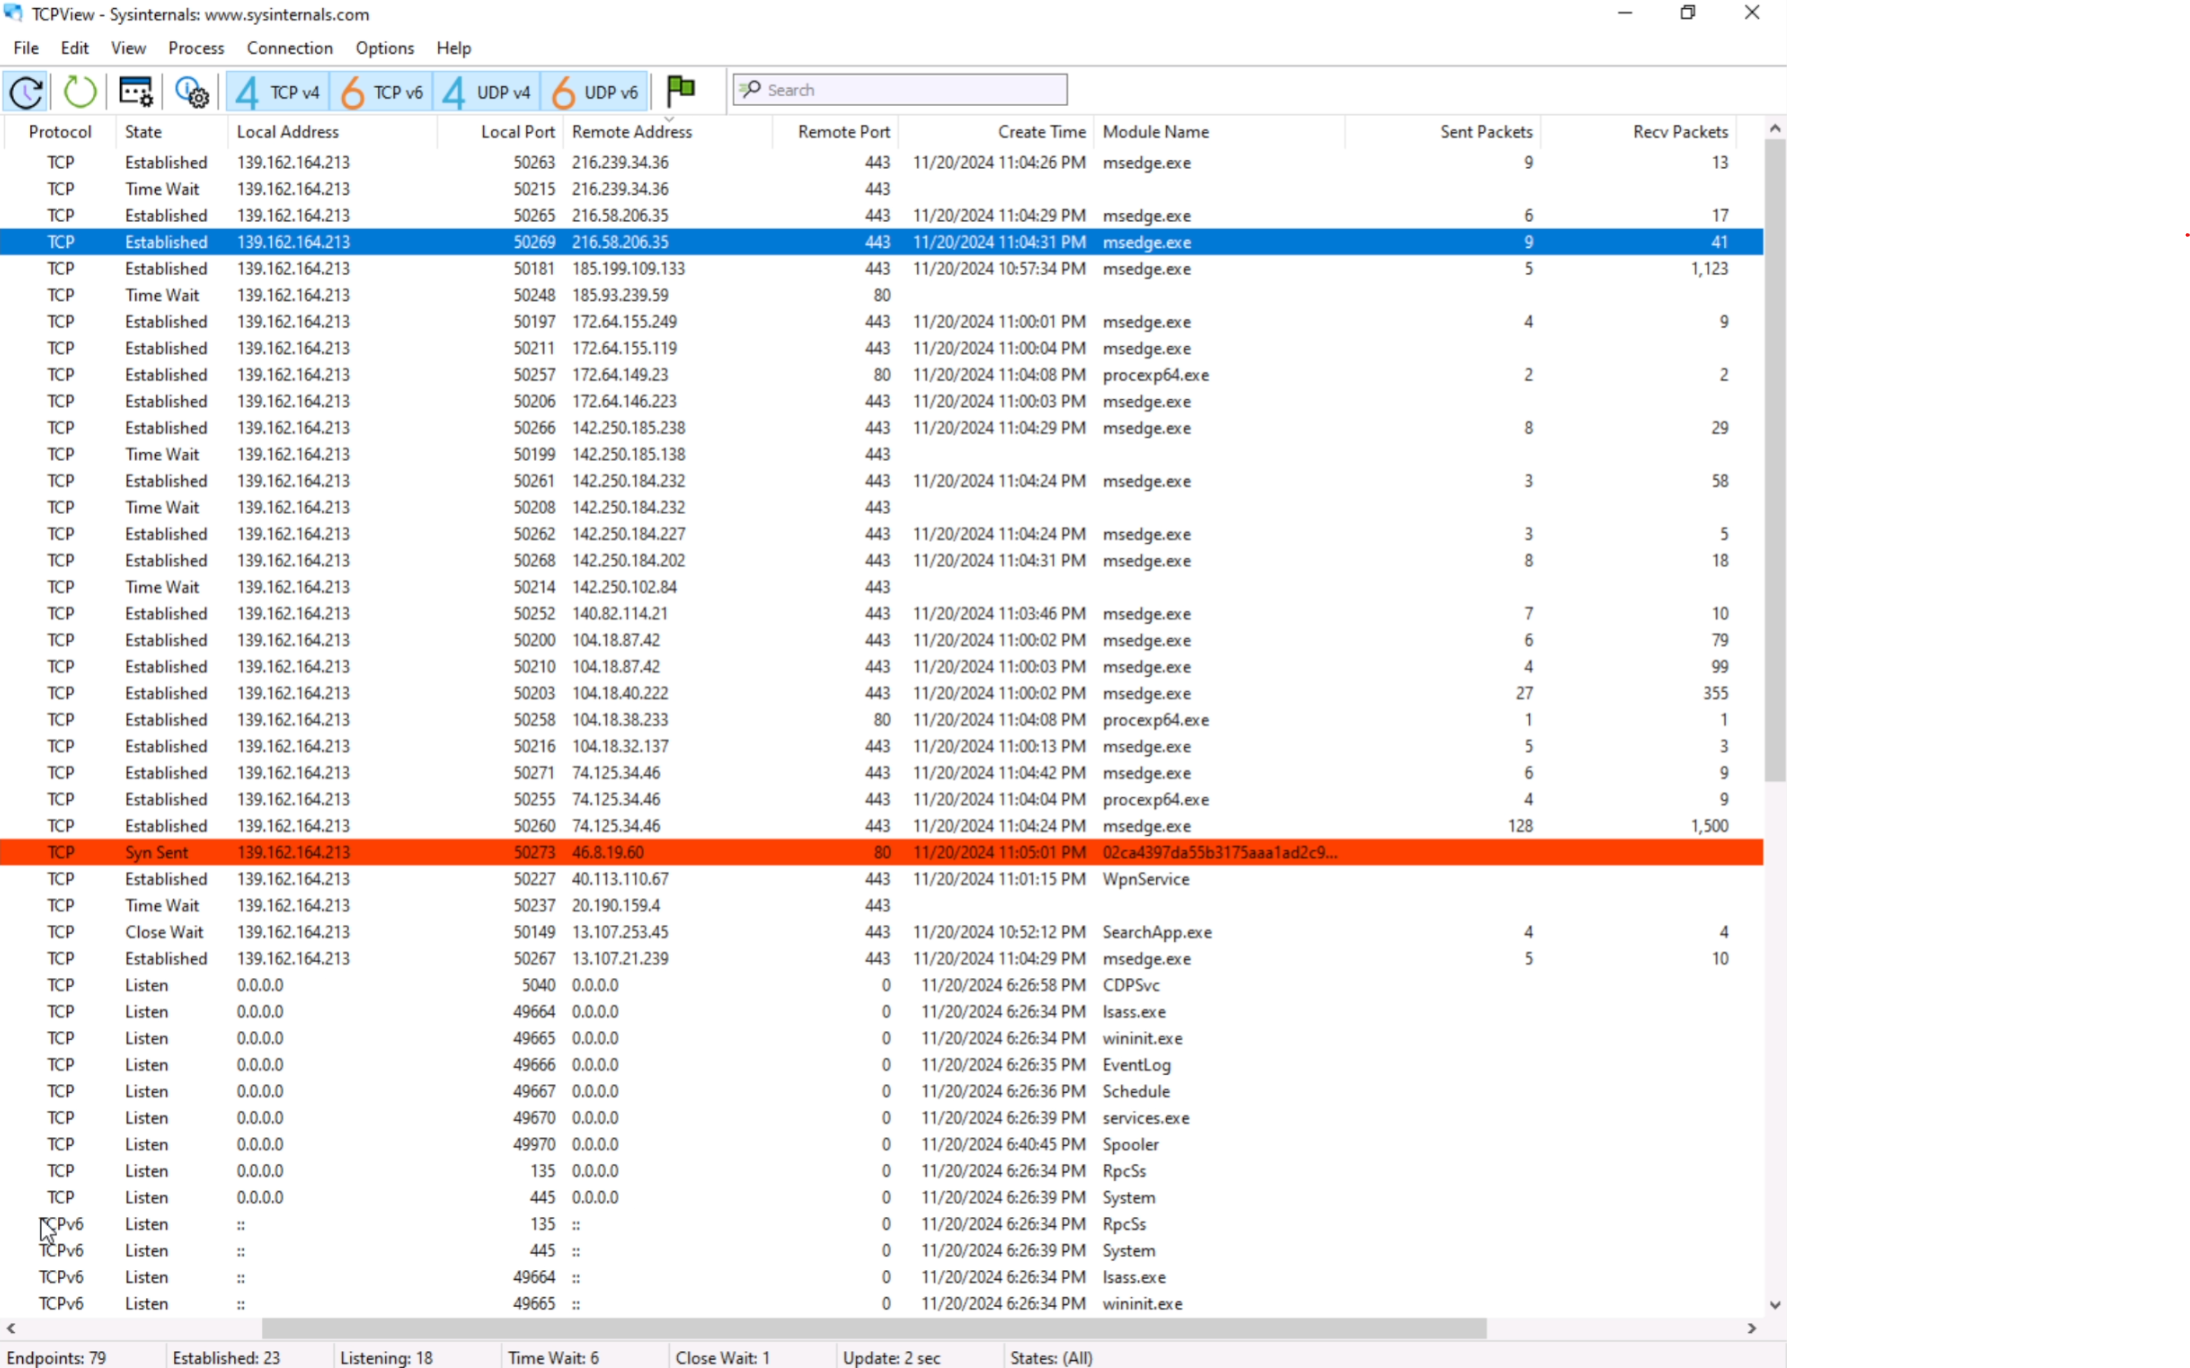 TCPView - Sysinternals: www.sysinternals.com
File Edit View Process Connection Options Help
4 TCP v4 6 TCP v6 4 UDP v4 6 UDP v6 Search
Protocol State Local Address Local Port Remote Address Remote Port Create Time Module Name Sent Packets Recv Packets
TCP Established 139.162.164.213 50263 216.239.34.36 443 11/20/2024 11:04:26 PM msedge.exe 9 13
TCP Time Wait 139.162.164.213 50215 216.239.34.36 443
TCP Established 139.162.164.213 50265 216.58.206.35 443 11/20/2024 11:04:29 PM msedge.exe 6 17
TCP Established 139.162.164.213 50269 216.58.206.35 443 11/20/2024 11:04:31 PM msedge.exe 9 41
TCP Established 139.162.164.213 50181 185.199.109.133 443 11/20/2024 10:57:34 PM msedge.exe 5 1,123
TCP Time Wait 139.162.164.213 50248 185.93.239.59 80
TCP Established 139.162.164.213 50197 172.64.155.249 443 11/20/2024 11:00:01 PM msedge.exe 4 9
TCP Established 139.162.164.213 50211 172.64.155.119 443 11/20/2024 11:00:04 PM msedge.exe
TCP Established 139.162.164.213 50257 172.64.149.23 80 11/20/2024 11:04:08 PM procexp64.exe 2 2
TCP Established 139.162.164.213 50206 172.64.146.223 443 11/20/2024 11:00:03 PM msedge.exe
TCP Established 139.162.164.213 50266 142.250.185.238 443 11/20/2024 11:04:29 PM msedge.exe 8 29
TCP Time Wait 139.162.164.213 50199 142.250.185.138 443
TCP Established 139.162.164.213 50261 142.250.184.232 443 11/20/2024 11:04:24 PM msedge.exe 3 58
TCP Time Wait 139.162.164.213 50208 142.250.184.232 443
TCP Established 139.162.164.213 50262 142.250.184.227 443 11/20/2024 11:04:24 PM msedge.exe 3 5
TCP Established 139.162.164.213 50268 142.250.184.202 443 11/20/2024 11:04:31 PM msedge.exe 8 18
TCP Time Wait 139.162.164.213 50214 142.250.102.84 443
TCP Established 139.162.164.213 50252 140.82.114.21 443 11/20/2024 11:03:46 PM msedge.exe 7 10
TCP Established 139.162.164.213 50200 104.18.87.42 443 11/20/2024 11:00:02 PM msedge.exe 6 79
TCP Established 139.162.164.213 50210 104.18.87.42 443 11/20/2024 11:00:03 PM msedge.exe 4 99
TCP Established 139.162.164.213 50203 104.18.40.222 443 11/20/2024 11:00:02 PM msedge.exe 27 355
TCP Established 139.162.164.213 50258 104.18.38.233 80 11/20/2024 11:04:08 PM procexp64.exe 1 1
TCP Established 139.162.164.213 50216 104.18.32.137 443 11/20/2024 11:00:13 PM msedge.exe 5 3
TCP Established 139.162.164.213 50271 74.125.34.46 443 11/20/2024 11:04:42 PM msedge.exe 6 9
TCP Established 139.162.164.213 50255 74.125.34.46 443 11/20/2024 11:04:04 PM procexp64.exe 4 9
TCP Established 139.162.164.213 50260 74.125.34.46 443 11/20/2024 11:04:24 PM msedge.exe 128 1,500
TCP Syn Sent 139.162.164.213 50273 46.8.19.60 80 11/20/2024 11:05:01 PM 02ca4397da55b3175aaa1ad2c9...
TCP Established 139.162.164.213 50227 40.113.110.67 443 11/20/2024 11:01:15 PM WpnService
TCP Time Wait 139.162.164.213 50237 20.190.159.4 443
TCP Close Wait 139.162.164.213 50149 13.107.253.45 443 11/20/2024 10:52:12 PM SearchApp.exe 4 4
TCP Established 139.162.164.213 50267 13.107.21.239 443 11/20/2024 11:04:29 PM msedge.exe 5 10
TCP Listen 0.0.0.0 5040 0.0.0.0 0 11/20/2024 6:26:58 PM CDPSvc
TCP Listen 0.0.0.0 49664 0.0.0.0 0 11/20/2024 6:26:34 PM lsass.exe
TCP Listen 0.0.0.0 49665 0.0.0.0 0 11/20/2024 6:26:34 PM wininit.exe
TCP Listen 0.0.0.0 49666 0.0.0.0 0 11/20/2024 6:26:35 PM EventLog
TCP Listen 0.0.0.0 49667 0.0.0.0 0 11/20/2024 6:26:36 PM Schedule
TCP Listen 0.0.0.0 49670 0.0.0.0 0 11/20/2024 6:26:39 PM services.exe
TCP Listen 0.0.0.0 49970 0.0.0.0 0 11/20/2024 6:40:45 PM Spooler
TCP Listen 0.0.0.0 135 0.0.0.0 0 11/20/2024 6:26:34 PM RpcSs
TCP Listen 0.0.0.0 445 0.0.0.0 0 11/20/2024 6:26:39 PM System
TCPv6 Listen :: 135 :: 0 11/20/2024 6:26:34 PM RpcSs
TCPv6 Listen :: 445 :: 0 11/20/2024 6:26:39 PM System
TCPv6 Listen :: 49664 :: 0 11/20/2024 6:26:34 PM lsass.exe
TCPv6 Listen :: 49665 :: 0 11/20/2024 6:26:34 PM wininit.exe
Endpoints: 79 Established: 23 Listening: 18 Time Wait: 6 Close Wait: 1 Update: 2 sec States: (All)